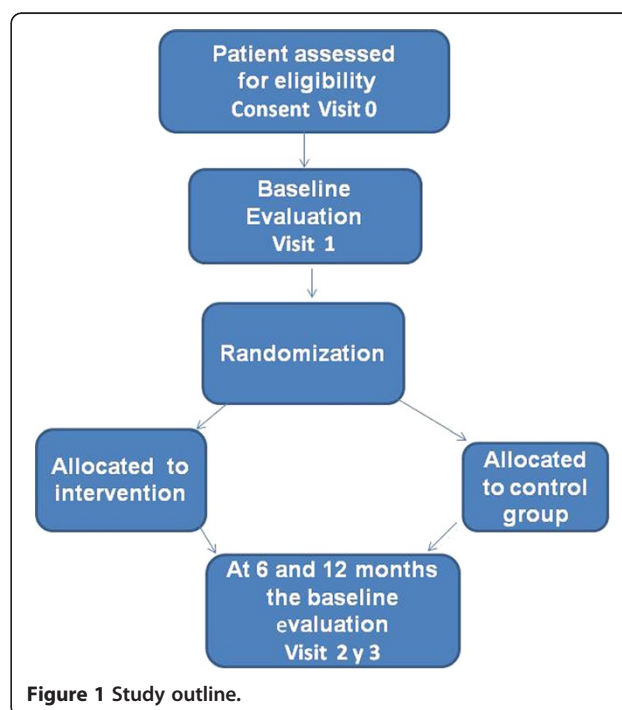 Patient assessed
for eligibility
Consent Visit 0
Baseline
Evaluation
Visit 1
Randomization
Allocated to
intervention
Allocated
to control
group
At 6 and 12 months
the baseline
evaluation
Visit 2 y 3
Figure 1 Study outline.